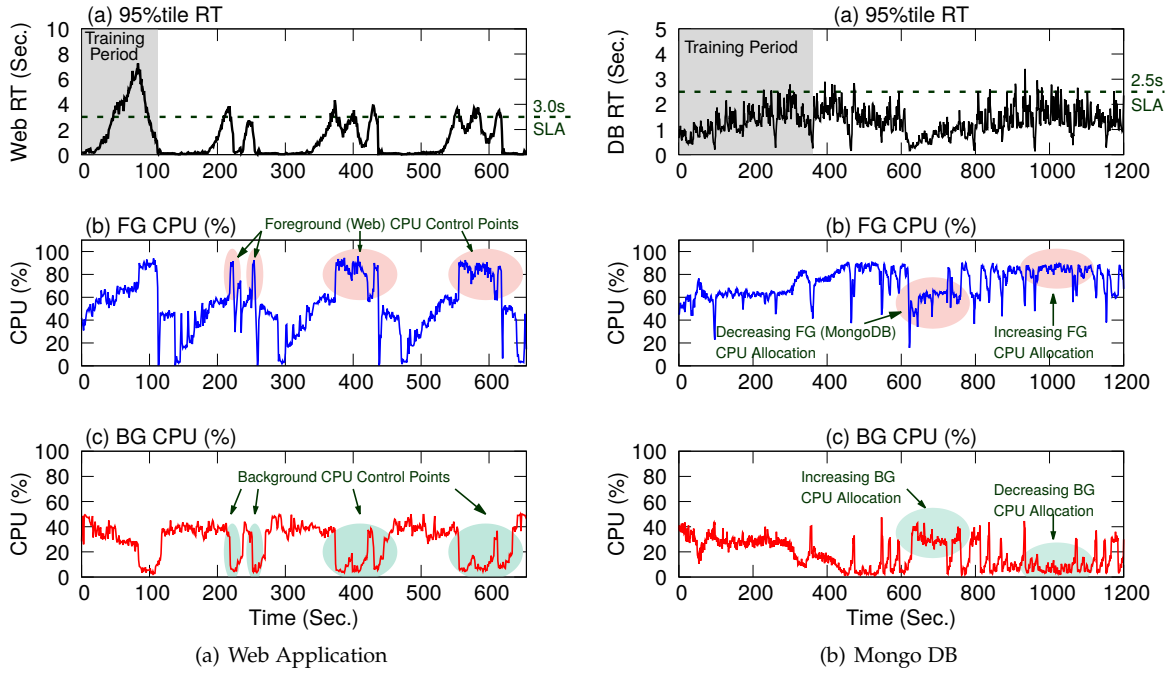 (a) 95%tile RT
Web RT (Sec.)
10
8
6
4
2
0
Training
Period
3.0s
SLA
0 100 200 300 400 500 600
(b) FG CPU (%)
Foreground (Web) CPU Control Points
CPU (%)
100
80
60
40
20
0
0 100 200 300 400 500 600
(c) BG CPU (%)
Background CPU Control Points
CPU (%)
100
80
60
40
20
0
0 100 200 300 400 500 600
Time (Sec.)
(a) Web Application
(a) 95%tile RT
DB RT (Sec.)
5
4
3
2
1
0
Training Period
2.5s
SLA
0 200 400 600 800 1000 1200
(b) FG CPU (%)
CPU (%)
100
80
60
40
20
0
Decreasing FG (MongoDB)
CPU Allocation
Increasing FG
CPU Allocation
0 200 400 600 800 1000 1200
(c) BG CPU (%)
CPU (%)
100
80
60
40
20
0
Increasing BG
CPU Allocation
Decreasing BG
CPU Allocation
0 200 400 600 800 1000 1200
Time (Sec.)
(b) Mongo DB